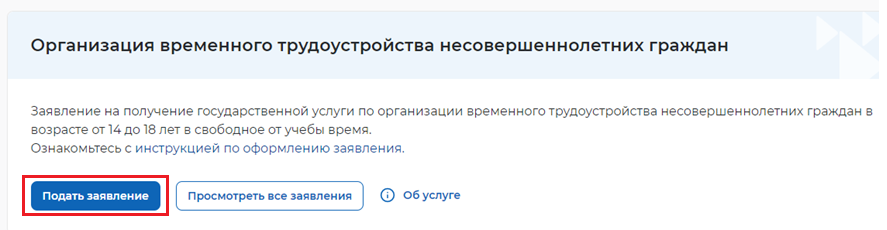 Организация временного трудоустройства несовершеннолетних граждан
Заявление на получение государственной услуги по организации временного трудоустройства несовершеннолетних граждан в
возрасте от 14 до 18 лет в свободное от учебы время.
Ознакомьтесь с инструкцией по оформлению заявления.
Подать заявление Просмотреть все заявления Об услуге